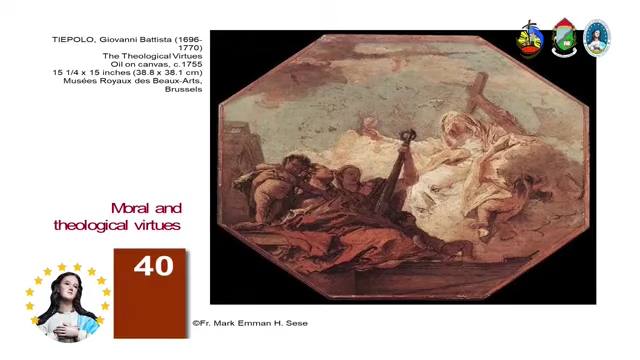 TIEPOLO, Giovanni Battista (1696-
1770)
The Theological Virtues
Oil on canvas, c.1755
15 1/4 x 15 inches (38.8 x 38.1 cm)
Musées Royaux des Beaux-Arts,
Brussels
Moral and
theological virtues
40
©Fr. Mark Emman H. Sese